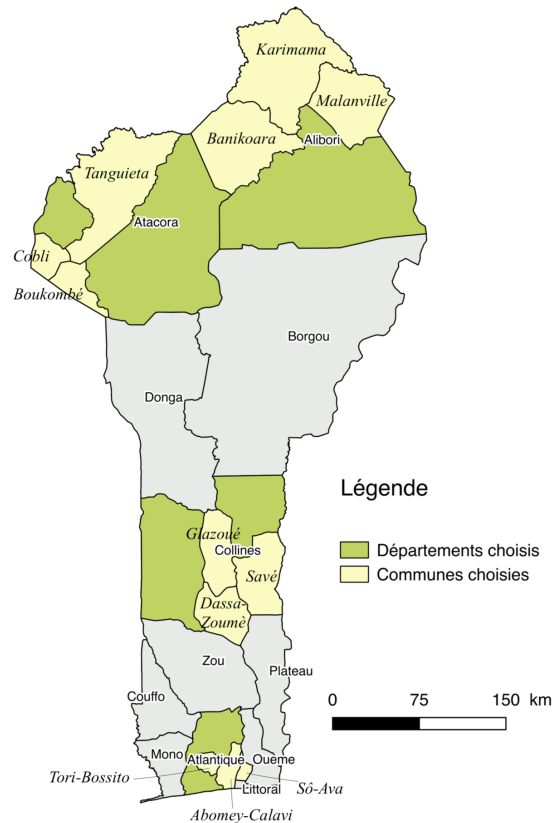 Karimama
Malanville
Banikoara
Alibori
Tanguieta
Atacora
Cobli
Boukombé
Borgou
Donga
Légende
Glazoué
Collines
Départements choisis
Savé
Communes choisies
Dassa-
Zoumè
Zou
Plateau
Couffo
0 75 150 km
Mono
Atlantique
Oueme
Tori-Bossito
Littoral
Sô-Ava
Abomey-Calavi